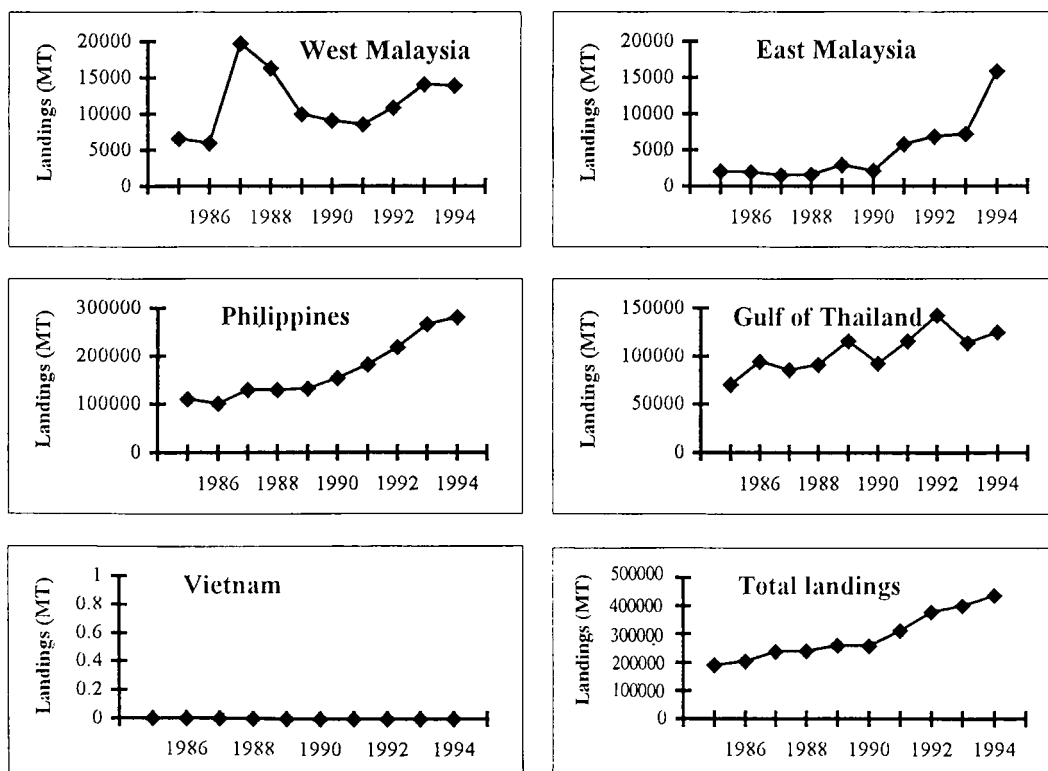 West Malaysia
Landings (MT)
20000
15000
10000
5000
0
1986 1988 1990 1992 1994
East Malaysia
Landings (MT)
20000
15000
10000
5000
0
1986 1988 1990 1992 1994
Philippines
Landings (MT)
300000
200000
100000
0
1986 1988 1990 1992 1994
Gulf of Thailand
Landings (MT)
150000
100000
50000
0
1986 1988 1990 1992 1994
Vietnam
Landings (MT)
1
0.8
0.6
0.4
0.2
0
1986 1988 1990 1992 1994
Total landings
Landings (MT)
500000
400000
300000
200000
100000
0
1986 1988 1990 1992 1994